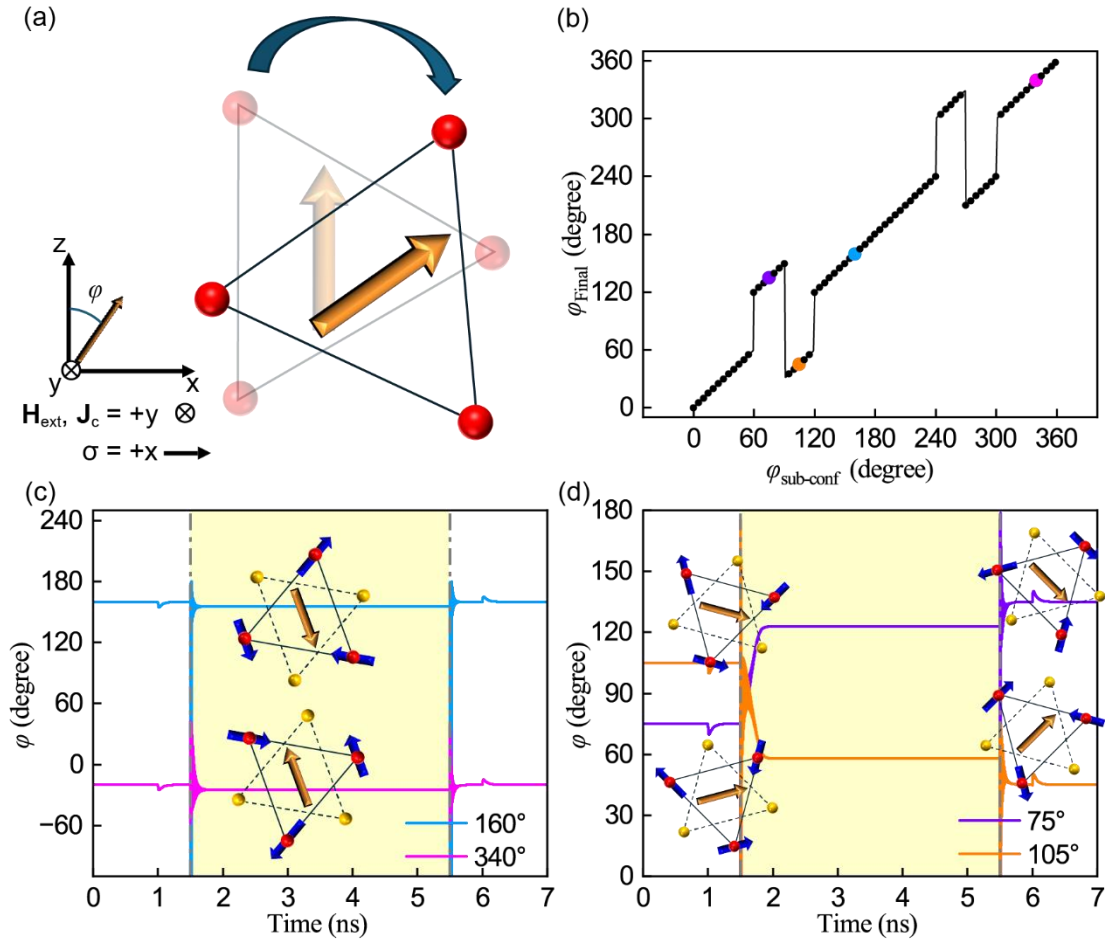 (a)
z
φ
y
x
H_ext, J_c = +y ⊗
σ = +x
(b)
360
300
240
180
120
60
0
φ_Final (degree)
0 60 120 180 240 300 360
φ_sub-conf (degree)
(c)
240
180
120
60
0
−60
φ (degree)
160°
340°
0 1 2 3 4 5 6 7
Time (ns)
(d)
180
150
120
90
60
30
0
φ (degree)
75°
105°
0 1 2 3 4 5 6 7
Time (ns)